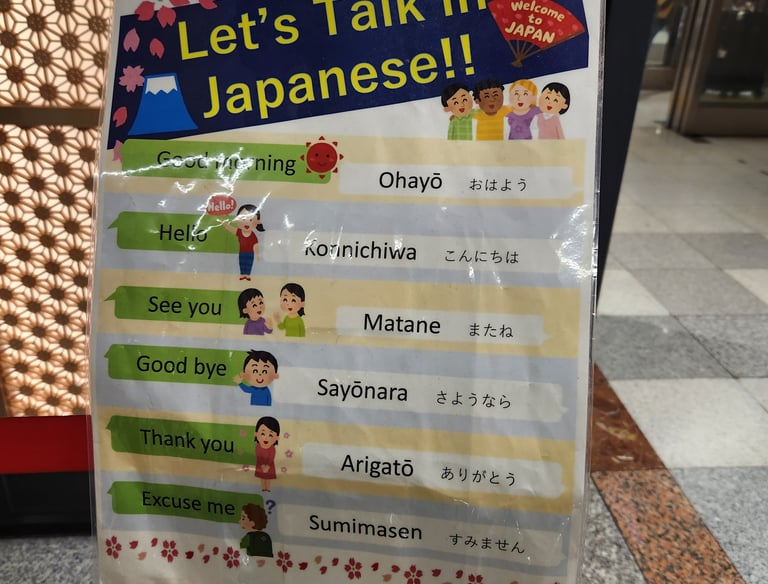 Let's Talk in
Japanese!!
Welcome
to
JAPAN
Good morning
Ohayō おはよう
Hello!
Hello
Konnichiwa こんにちは
See you
Matane またね
Good bye
Sayōnara さようなら
Thank you
Arigatō ありがとう
Excuse me
?
Sumimasen すみません